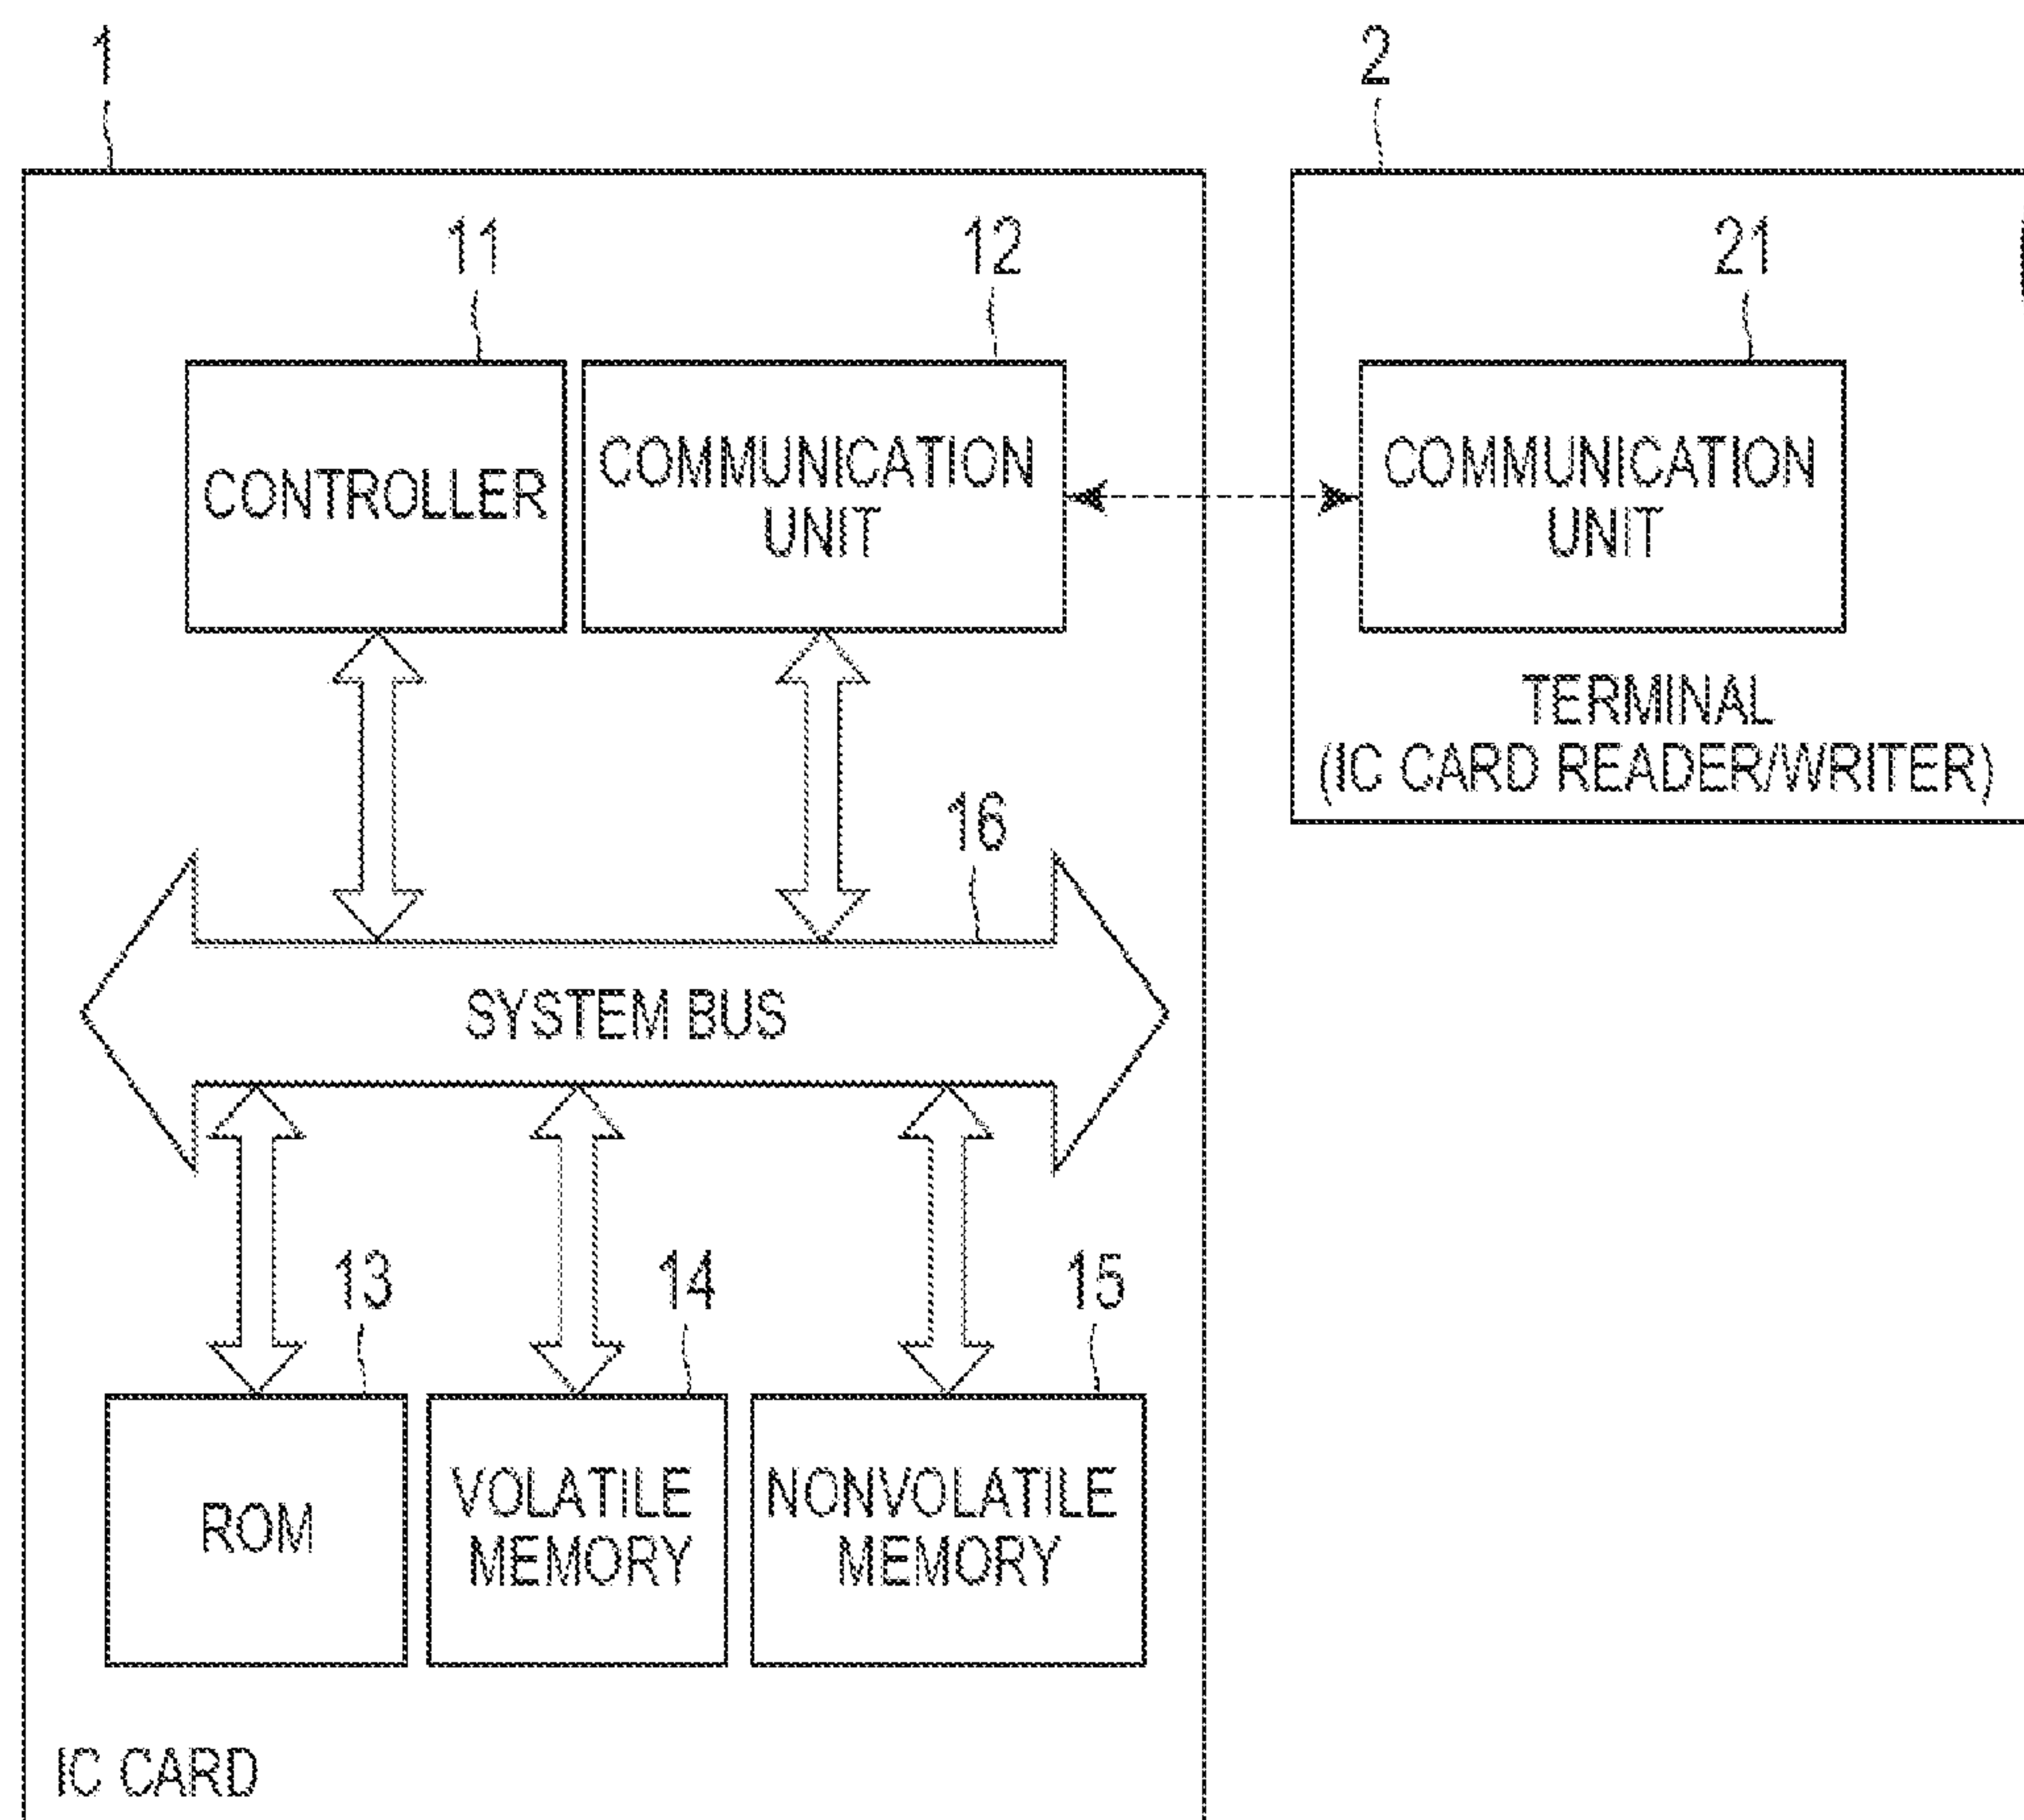 1
2
11
12
21
CONTROLLER
COMMUNICATION
UNIT
COMMUNICATION
UNIT
TERMINAL
(IC CARD READER/WRITER)
16
SYSTEM BUS
13
14
15
ROM
VOLATILE
MEMORY
NONVOLATILE
MEMORY
IC CARD